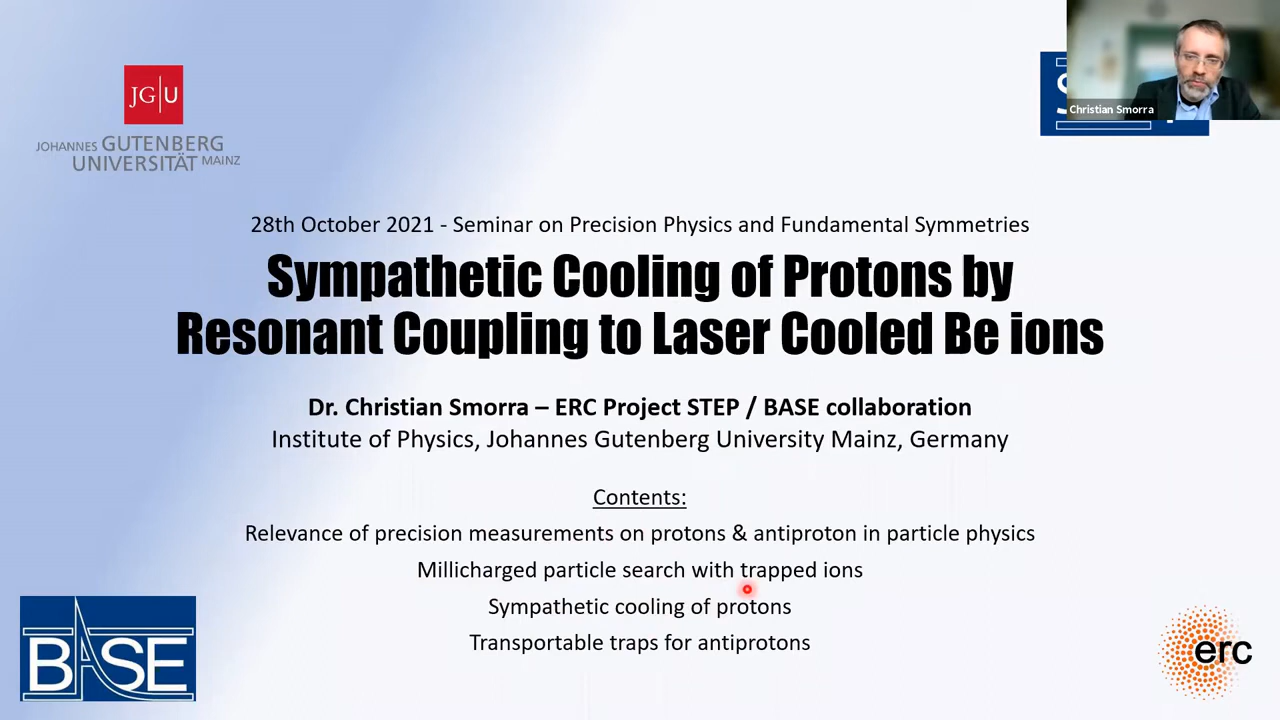 JG|U
JOHANNES GUTENBERG
UNIVERSITÄT MAINZ
Christian Smorra
28th October 2021 - Seminar on Precision Physics and Fundamental Symmetries
Sympathetic Cooling of Protons by
Resonant Coupling to Laser Cooled Be ions
Dr. Christian Smorra – ERC Project STEP / BASE collaboration
Institute of Physics, Johannes Gutenberg University Mainz, Germany
Contents:
Relevance of precision measurements on protons & antiproton in particle physics
Millicharged particle search with trapped ions
Sympathetic cooling of protons
Transportable traps for antiprotons
BASE
erc